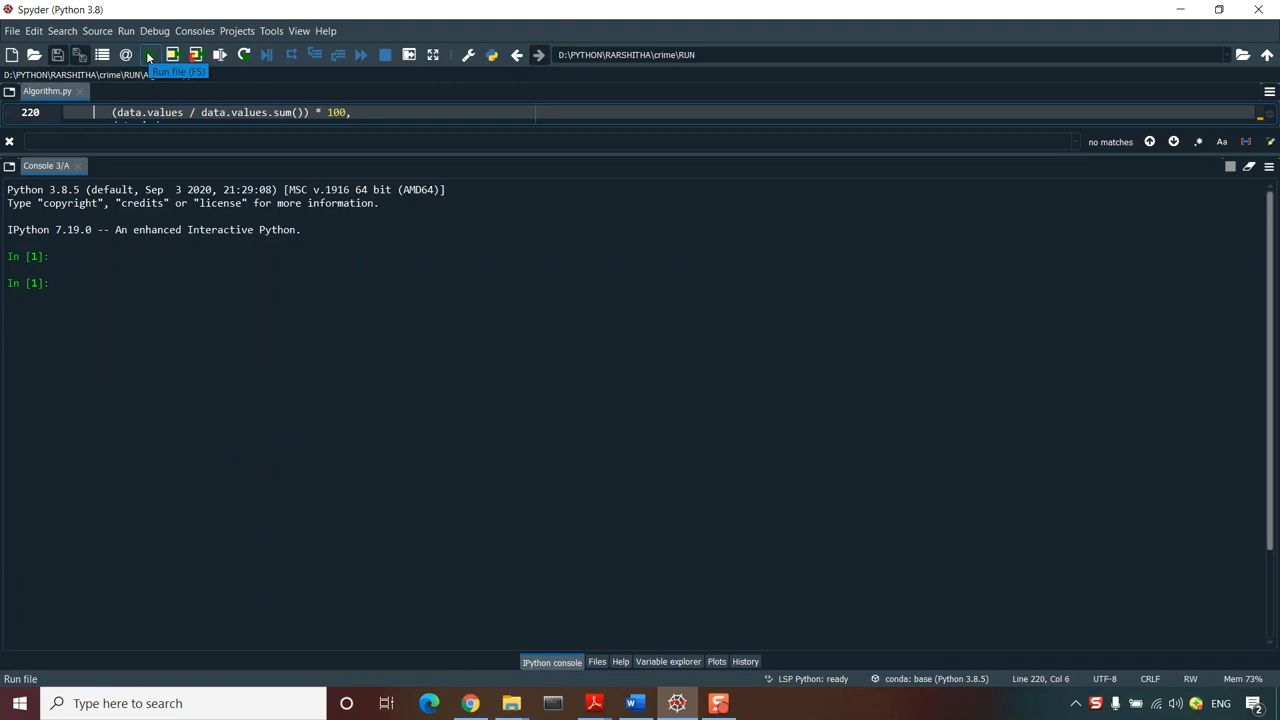 Spyder (Python 3.8)
File Edit Search Source Run Debug Consoles Projects Tools View Help
D:\PYTHON\RARSHITHA\crime\RUN
Run file (F5)
D:\PYTHON\RARSHITHA\crime\RUN\
Algorithm.py
220 (data.values / data.values.sum()) * 100,
no matches .* Aa
Console 3/A
Python 3.8.5 (default, Sep 3 2020, 21:29:08) [MSC v.1916 64 bit (AMD64)]
Type "copyright", "credits" or "license" for more information.
IPython 7.19.0 -- An enhanced Interactive Python.
In [1]:
In [1]:
IPython console Files Help Variable explorer Plots History
Run file LSP Python: ready conda: base (Python 3.8.5) Line 220, Col 6 UTF-8 CRLF RW Mem 73%
Type here to search ENG 2